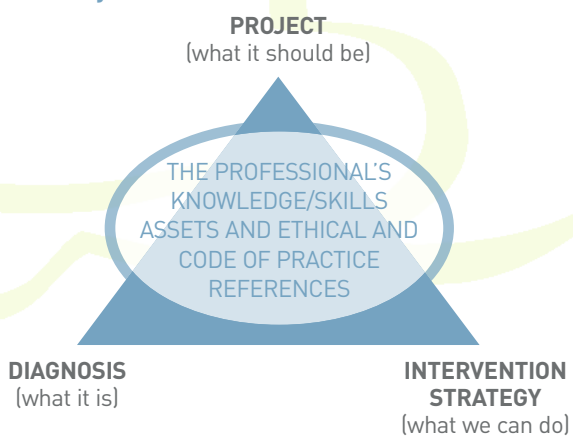 PROJECT
(what it should be)
THE PROFESSIONAL'S
KNOWLEDGE/SKILLS
ASSETS AND ETHICAL AND
CODE OF PRACTICE
REFERENCES
DIAGNOSIS
(what it is)
INTERVENTION
STRATEGY
(what we can do)